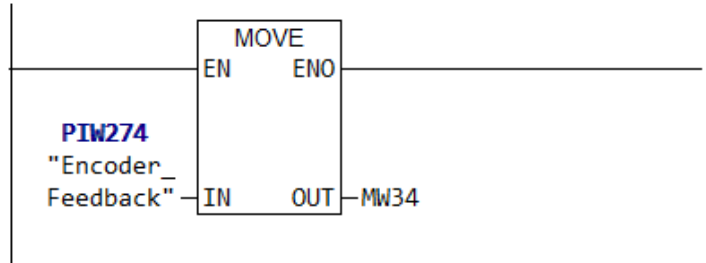 MOVE
EN ENO
PIW274
"Encoder_
Feedback" IN OUT MW34